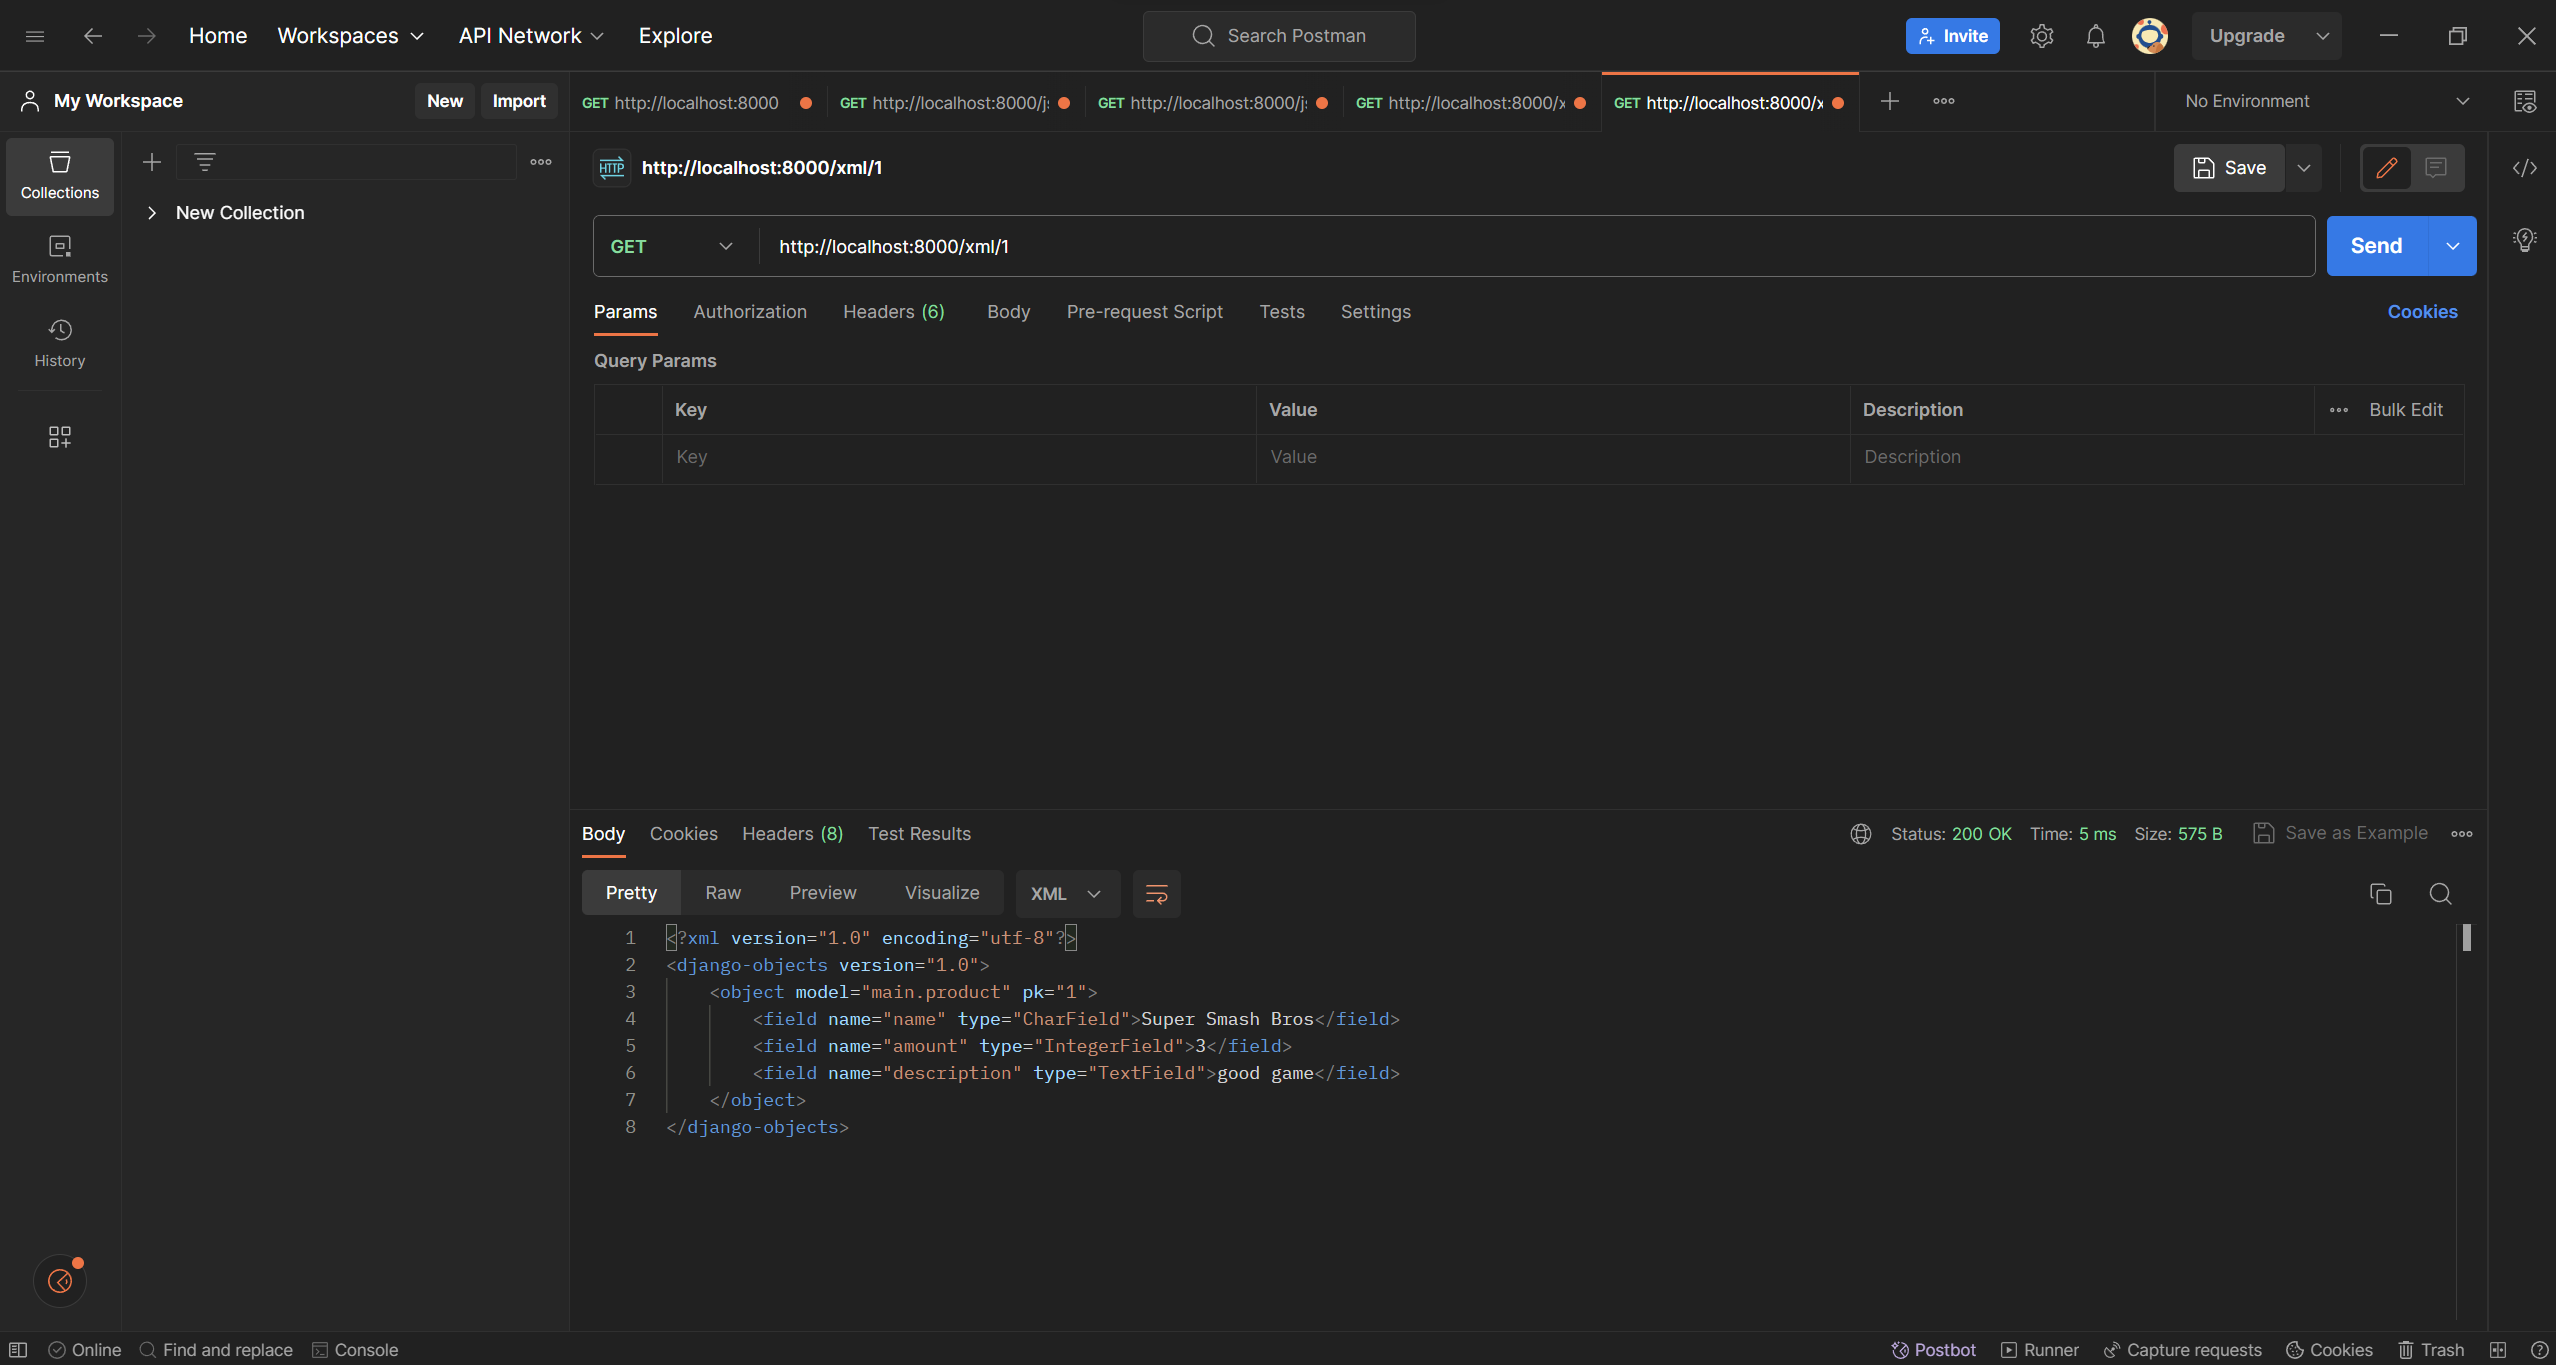 Home Workspaces API Network Explore Search Postman Invite Upgrade
My Workspace New Import GET http://localhost:8000 GET http://localhost:8000/j GET http://localhost:8000/j GET http://localhost:8000/x GET http://localhost:8000/x No Environment
Collections
Environments
History
New Collection
HTTP http://localhost:8000/xml/1 Save
GET http://localhost:8000/xml/1 Send
Params Authorization Headers (6) Body Pre-request Script Tests Settings Cookies
Query Params
Key Value Description Bulk Edit
Key Value Description
Body Cookies Headers (8) Test Results Status: 200 OK Time: 5 ms Size: 575 B Save as Example
Pretty Raw Preview Visualize XML
1 <?xml version="1.0" encoding="utf-8"?>
2 <django-objects version="1.0">
3 <object model="main.product" pk="1">
4 <field name="name" type="CharField">Super Smash Bros</field>
5 <field name="amount" type="IntegerField">3</field>
6 <field name="description" type="TextField">good game</field>
7 </object>
8 </django-objects>
Online Find and replace Console Postbot Runner Capture requests Cookies Trash